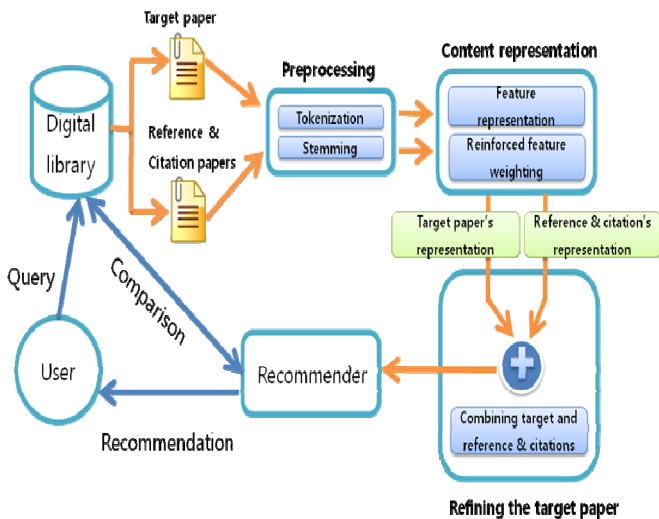 Target paper
Content representation
Preprocessing
Feature
representation
Digital
library
Tokenization
Reference &
Citation papers
Stemming
Reinforced feature
weighting
Target paper's
representation
Reference & citation's
representation
Query
Comparison
User
Recommender
Recommendation
Combining target and
reference & citations
Refining the target paper